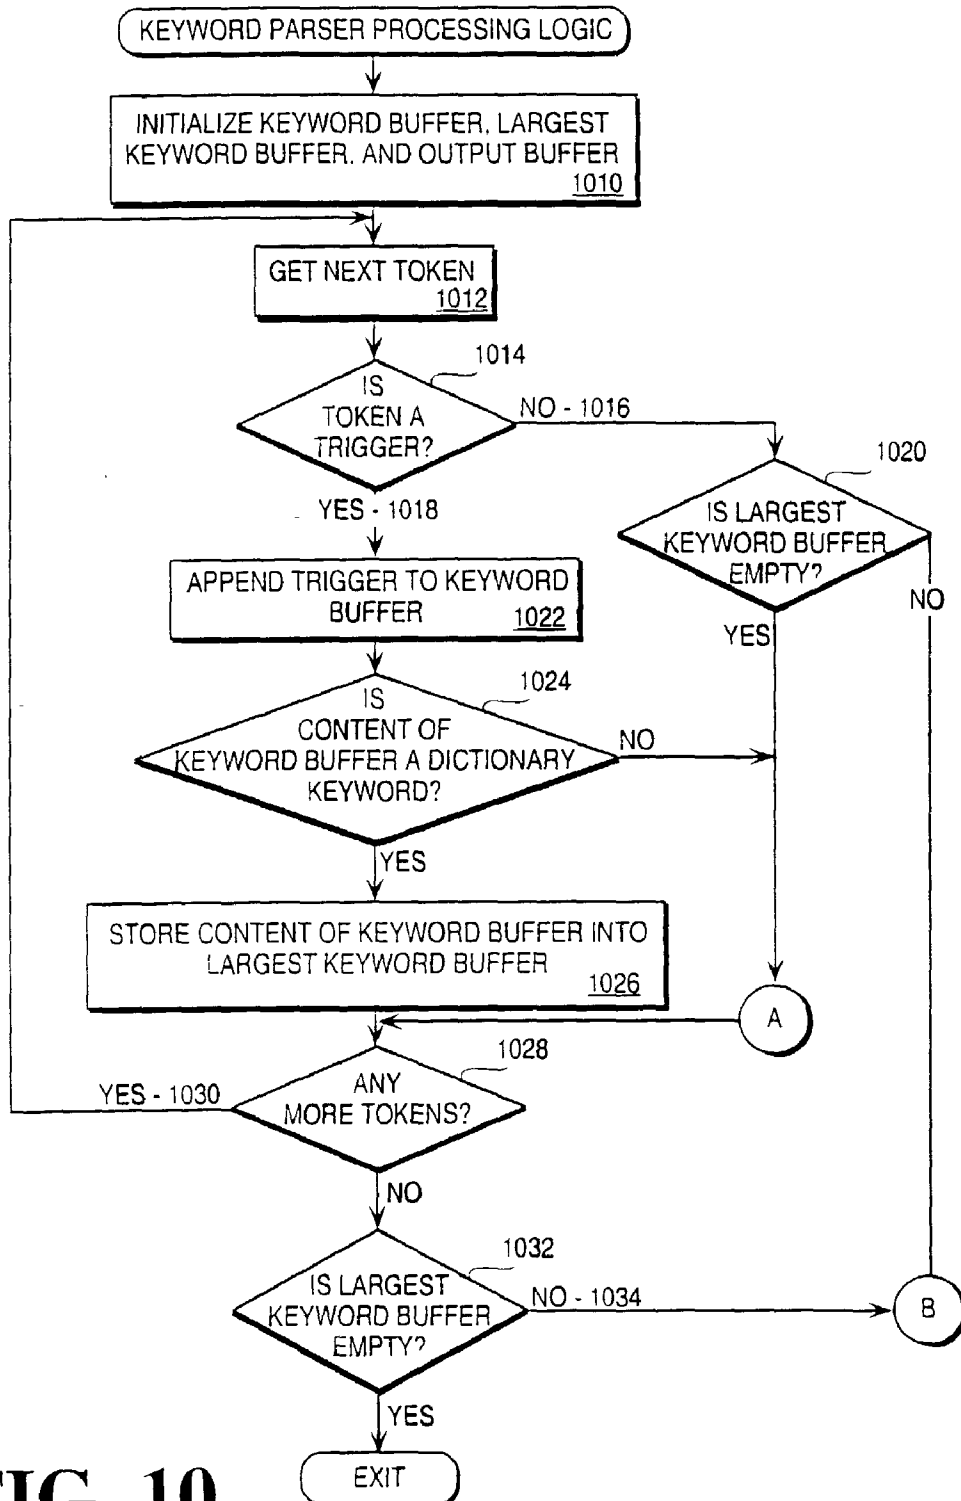 KEYWORD PARSER PROCESSING LOGIC
INITIALIZE KEYWORD BUFFER, LARGEST
KEYWORD BUFFER, AND OUTPUT BUFFER
1010
GET NEXT TOKEN
1012
1014
IS
TOKEN A
TRIGGER?
NO - 1016
YES - 1018
1020
IS LARGEST
KEYWORD BUFFER
EMPTY?
NO
YES
APPEND TRIGGER TO KEYWORD
BUFFER
1022
1024
IS
CONTENT OF
KEYWORD BUFFER A DICTIONARY
KEYWORD?
NO
YES
STORE CONTENT OF KEYWORD BUFFER INTO
LARGEST KEYWORD BUFFER
1026
A
1028
ANY
MORE TOKENS?
YES - 1030
NO
1032
IS LARGEST
KEYWORD BUFFER
EMPTY?
NO - 1034
B
YES
EXIT
FIG. 10